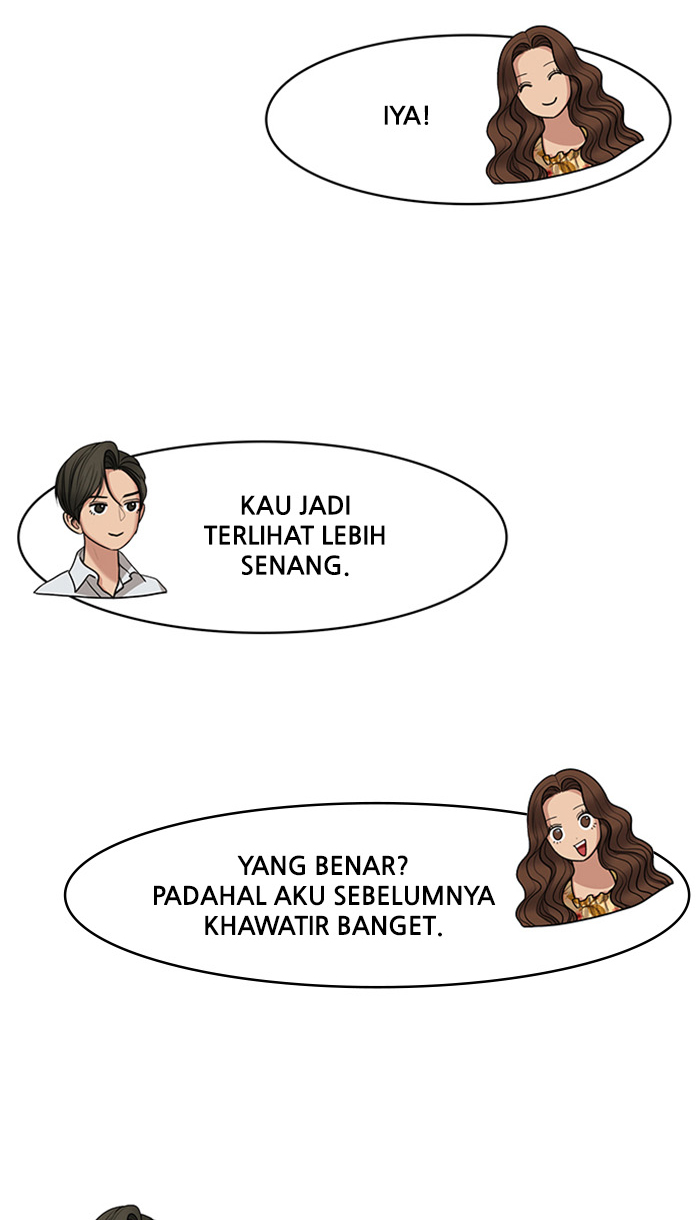 IYA!
KAU JADI
TERLIHAT LEBIH
SENANG.
YANG BENAR?
PADAHAL AKU SEBELUMNYA
KHAWATIR BANGET.